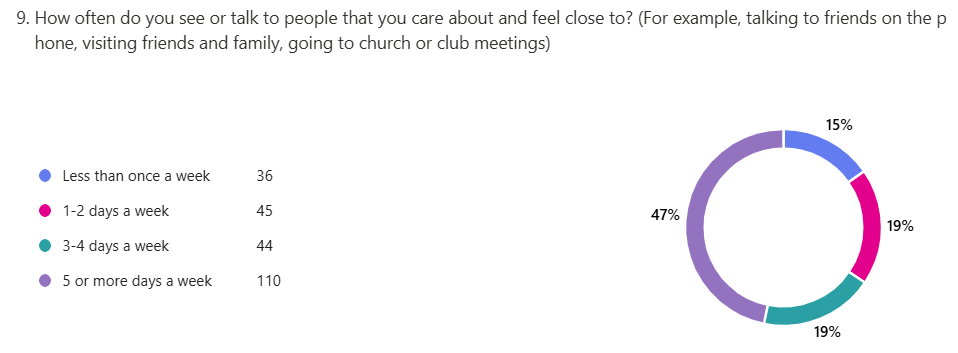 9. How often do you see or talk to people that you care about and feel close to? (For example, talking to friends on the p
hone, visiting friends and family, going to church or club meetings)
Less than once a week 36
1-2 days a week 45
3-4 days a week 44
5 or more days a week 110
15%
47%
19%
19%